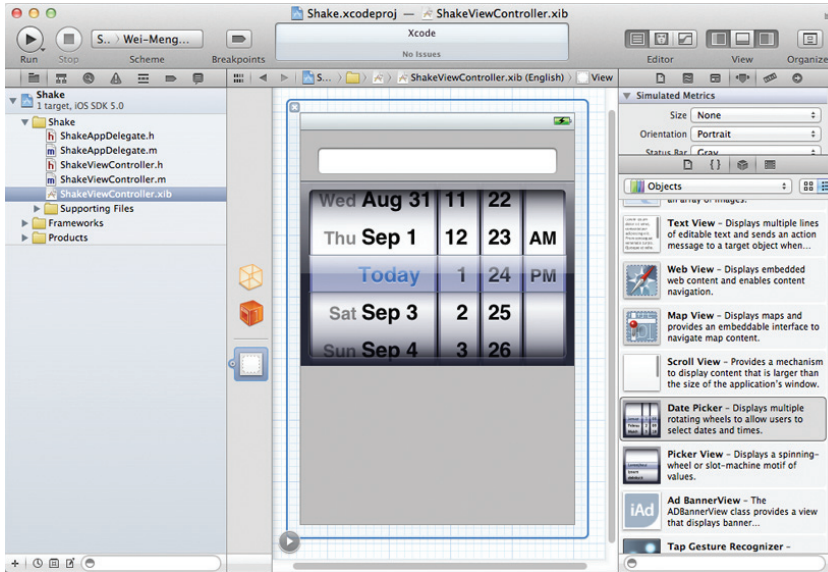 Shake.xcodeproj — ShakeViewController.xib
Run
Stop
S.. › Wei-Meng...
Scheme
Breakpoints
Xcode
No Issues
Editor
View
Organize
S... › ShakeViewController.xib (English) › View
Shake
1 target, iOS SDK 5.0
Shake
ShakeAppDelegate.h
ShakeAppDelegate.m
ShakeViewController.h
ShakeViewController.m
ShakeViewController.xib
Supporting Files
Frameworks
Products
Wed Aug 31 11 22
Thu Sep 1 12 23 AM
Today 1 24 PM
Sat Sep 3 2 25
Sun Sep 4 3 26
Simulated Metrics
Size None
Orientation Portrait
Status Bar Gray
Objects
an array of images.
Text View – Displays multiple lines
of editable text and sends an action
message to a target object when...
Web View – Displays embedded
web content and enables content
navigation.
Map View – Displays maps and
provides an embeddable interface to
navigate map content.
Scroll View – Provides a mechanism
to display content that is larger than
the size of the application's window.
Date Picker – Displays multiple
rotating wheels to allow users to
select dates and times.
Picker View – Displays a spinning-
wheel or slot-machine motif of
values.
iAd
Ad BannerView – The
ADBannerView class provides a view
that displays banner...
Tap Gesture Recognizer –